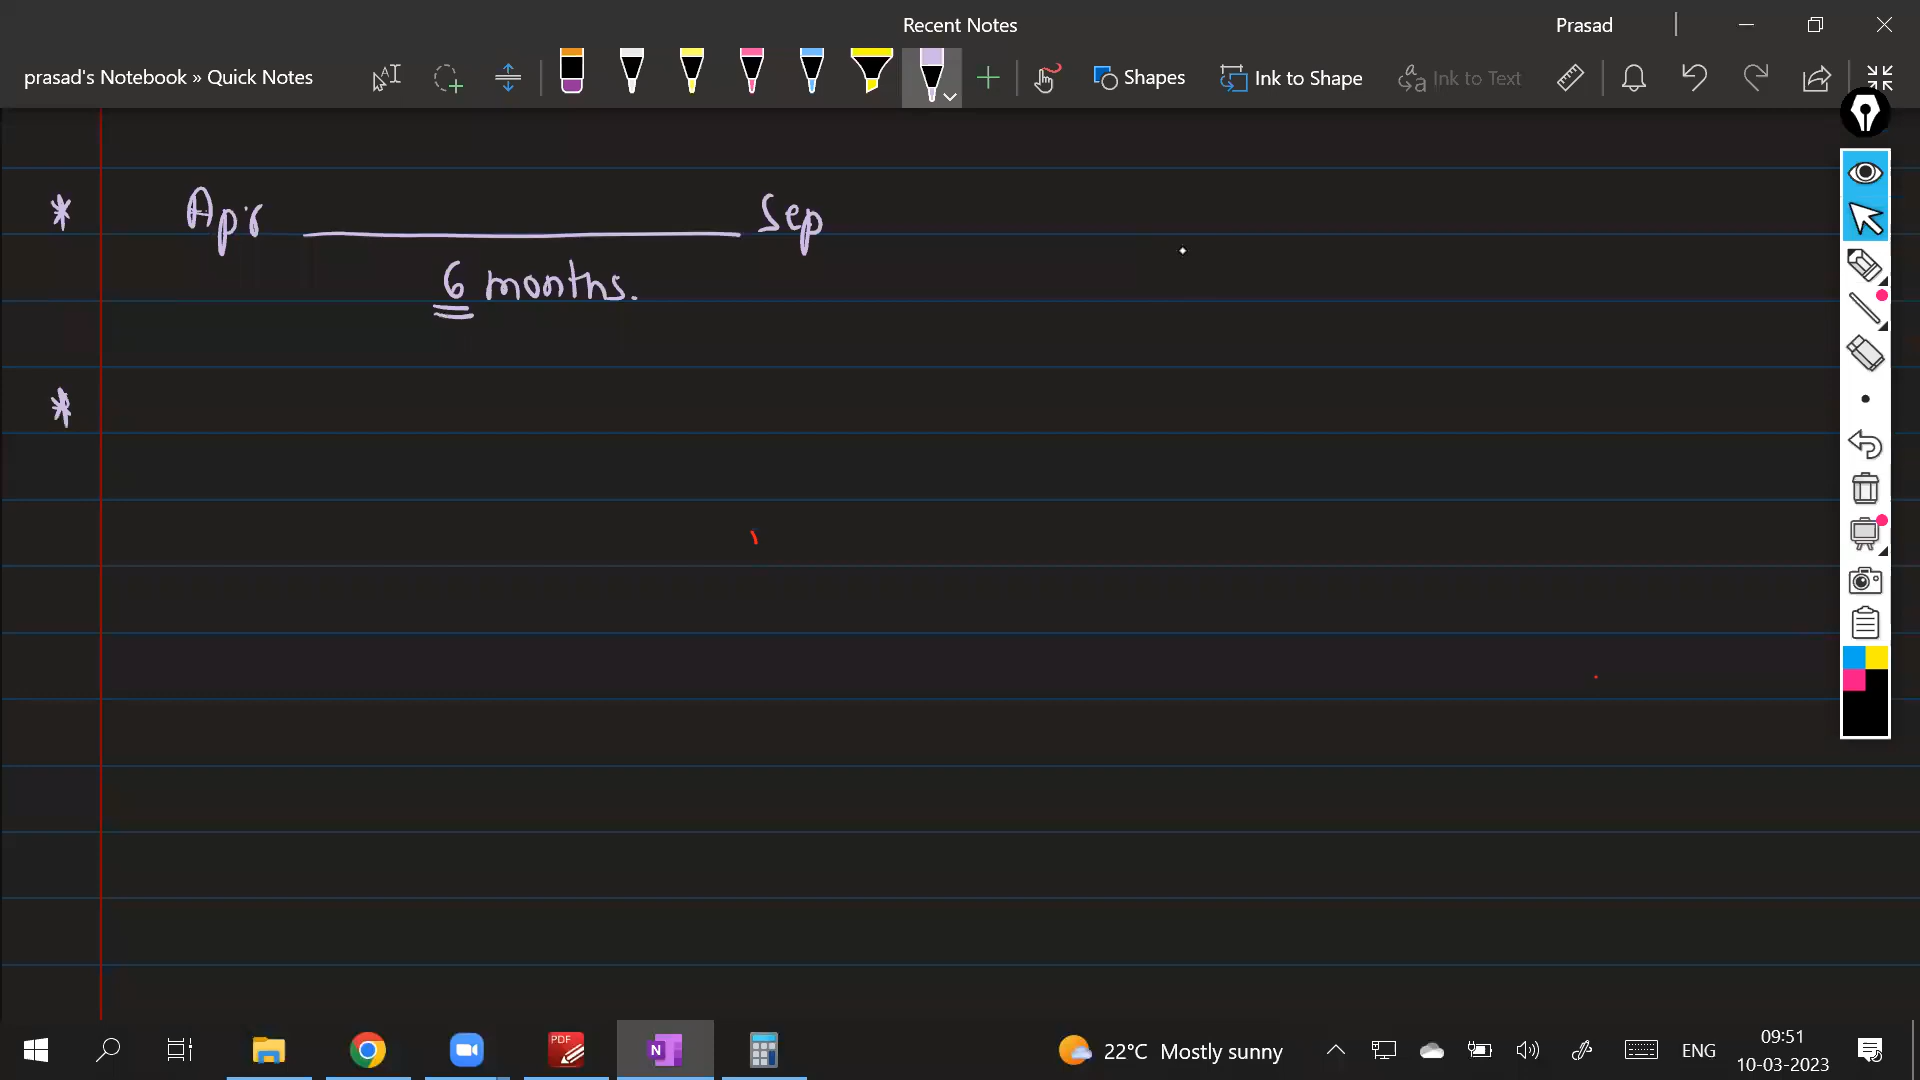 Recent Notes
Prasad
prasad's Notebook » Quick Notes
Shapes
Ink to Shape
Ink to Text
* Apr ——— Sep
6 months.
*
PDF
N
22°C Mostly sunny
ENG
09:51
10-03-2023